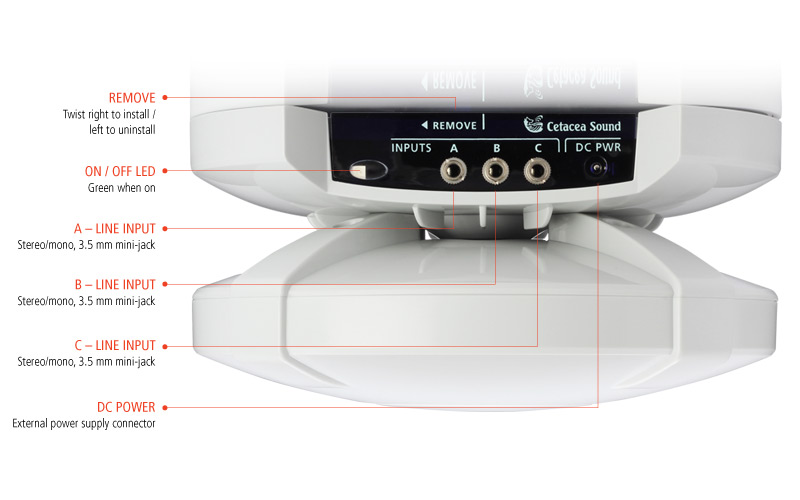 REMOVE
Twist right to install /
left to uninstall
ON / OFF LED
Green when on
A – LINE INPUT
Stereo/mono, 3.5 mm mini-jack
B – LINE INPUT
Stereo/mono, 3.5 mm mini-jack
C – LINE INPUT
Stereo/mono, 3.5 mm mini-jack
DC POWER
External power supply connector
◀ REMOVE
Cetacea Sound
INPUTS A B C DC PWR